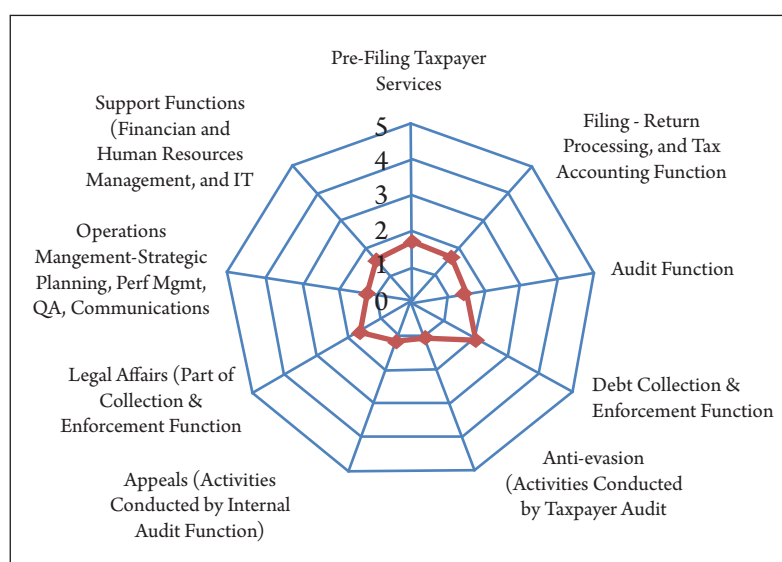 Pre-Filing Taxpayer
Services
Filing - Return
Processing, and Tax
Accounting Function
Audit Function
Debt Collection &
Enforcement Function
Anti-evasion
(Activities Conducted
by Taxpayer Audit
Appeals (Activities
Conducted by Internal
Audit Function)
Legal Affairs (Part of
Collection &
Enforcement Function
Operations
Mangement-Strategic
Planning, Perf Mgmt,
QA, Communications
Support Functions
(Financian and
Human Resources
Management, and IT
5
4
3
2
1
0